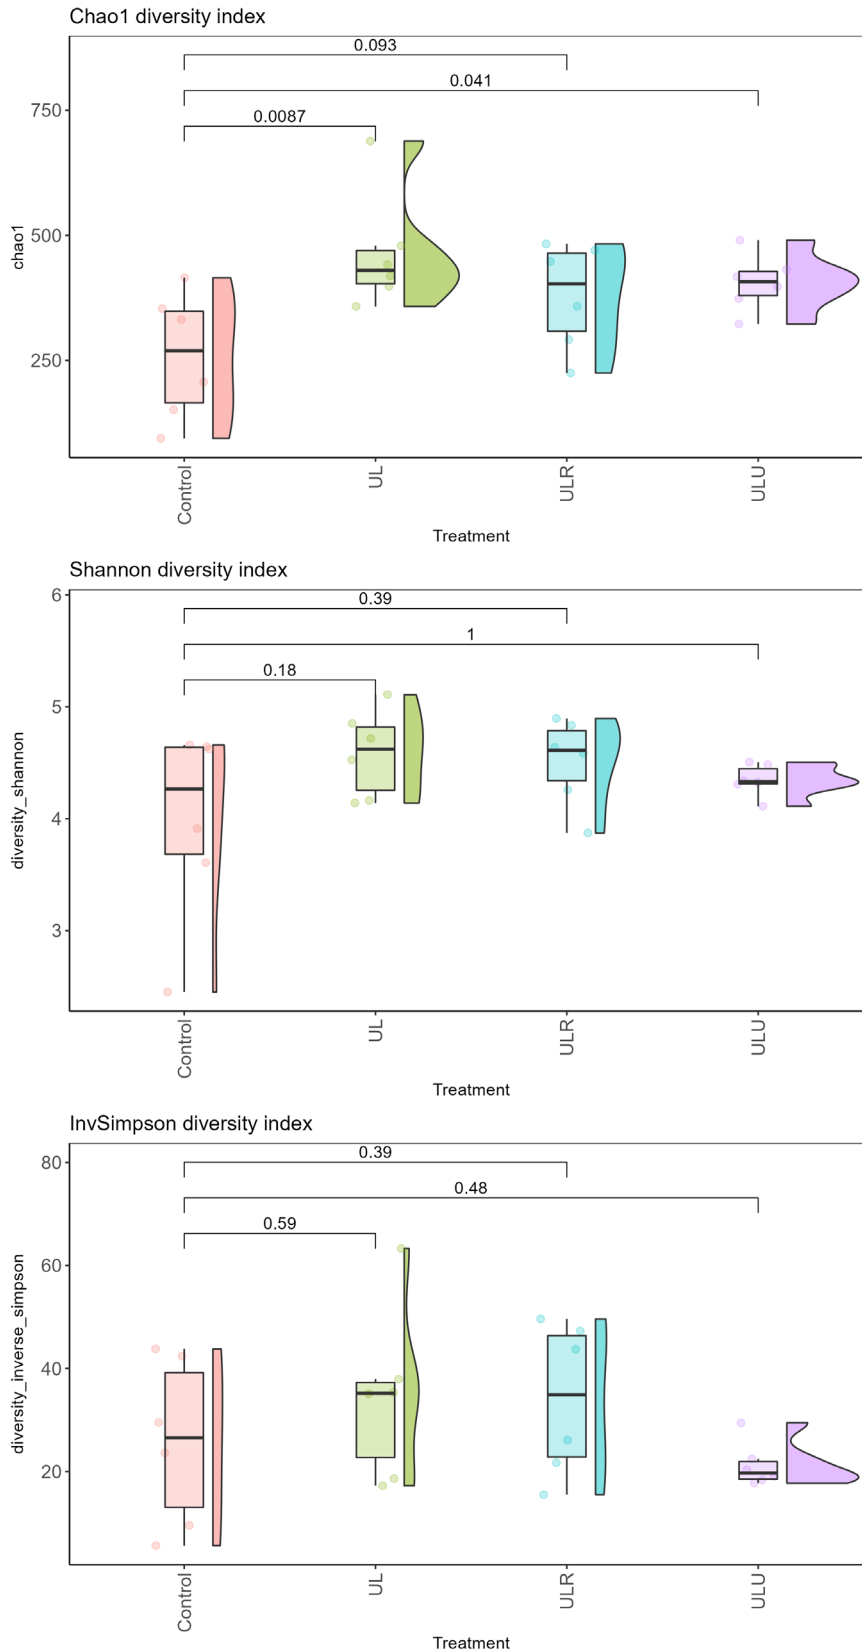 Chao1 diversity index
0.093
0.041
0.0087
750
500
250
chao1
Control
UL
ULR
ULU
Treatment
Shannon diversity index
6
0.39
1
0.18
5
4
3
diversity_shannon
Control
UL
ULR
ULU
Treatment
InvSimpson diversity index
80
0.39
0.48
0.59
60
40
20
diversity_inverse_simpson
Control
UL
ULR
ULU
Treatment